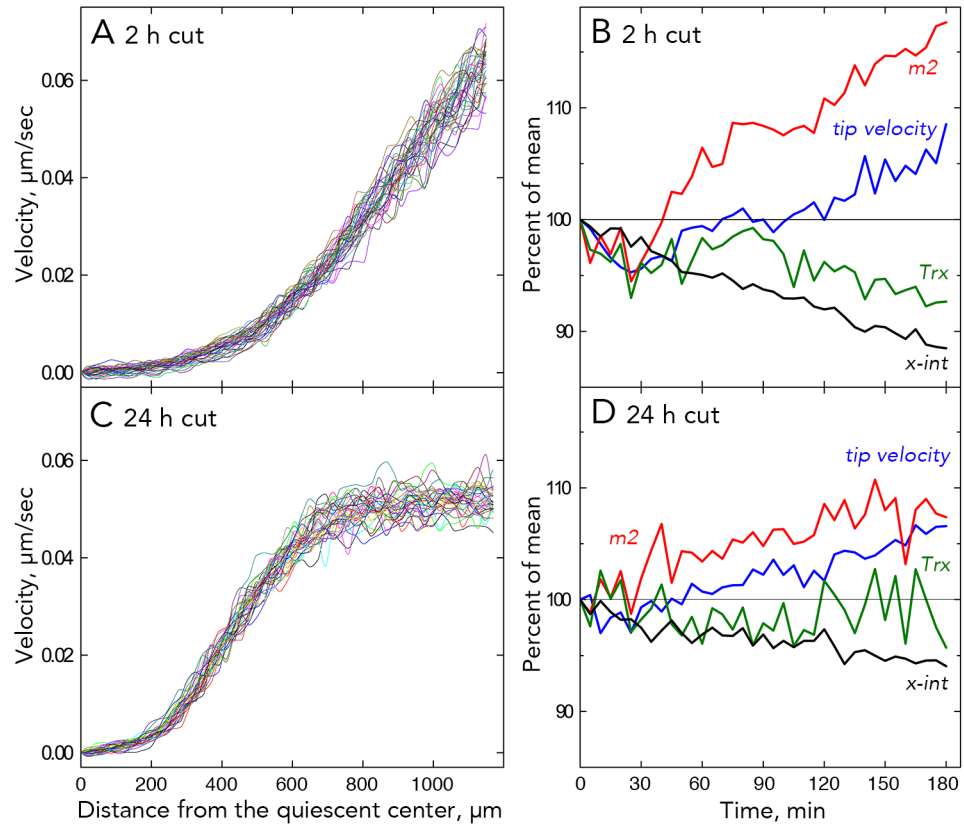 A 2 h cut
0.06
0.04
0.02
0.00
Velocity, µm/sec
B 2 h cut
m2
tip velocity
Trx
x-int
110
100
90
Percent of mean
C 24 h cut
0.06
0.04
0.02
0.00
Velocity, µm/sec
0 200 400 600 800 1000
Distance from the quiescent center, µm
D 24 h cut
tip velocity
m2
Trx
x-int
110
100
90
Percent of mean
0 30 60 90 120 150 180
Time, min